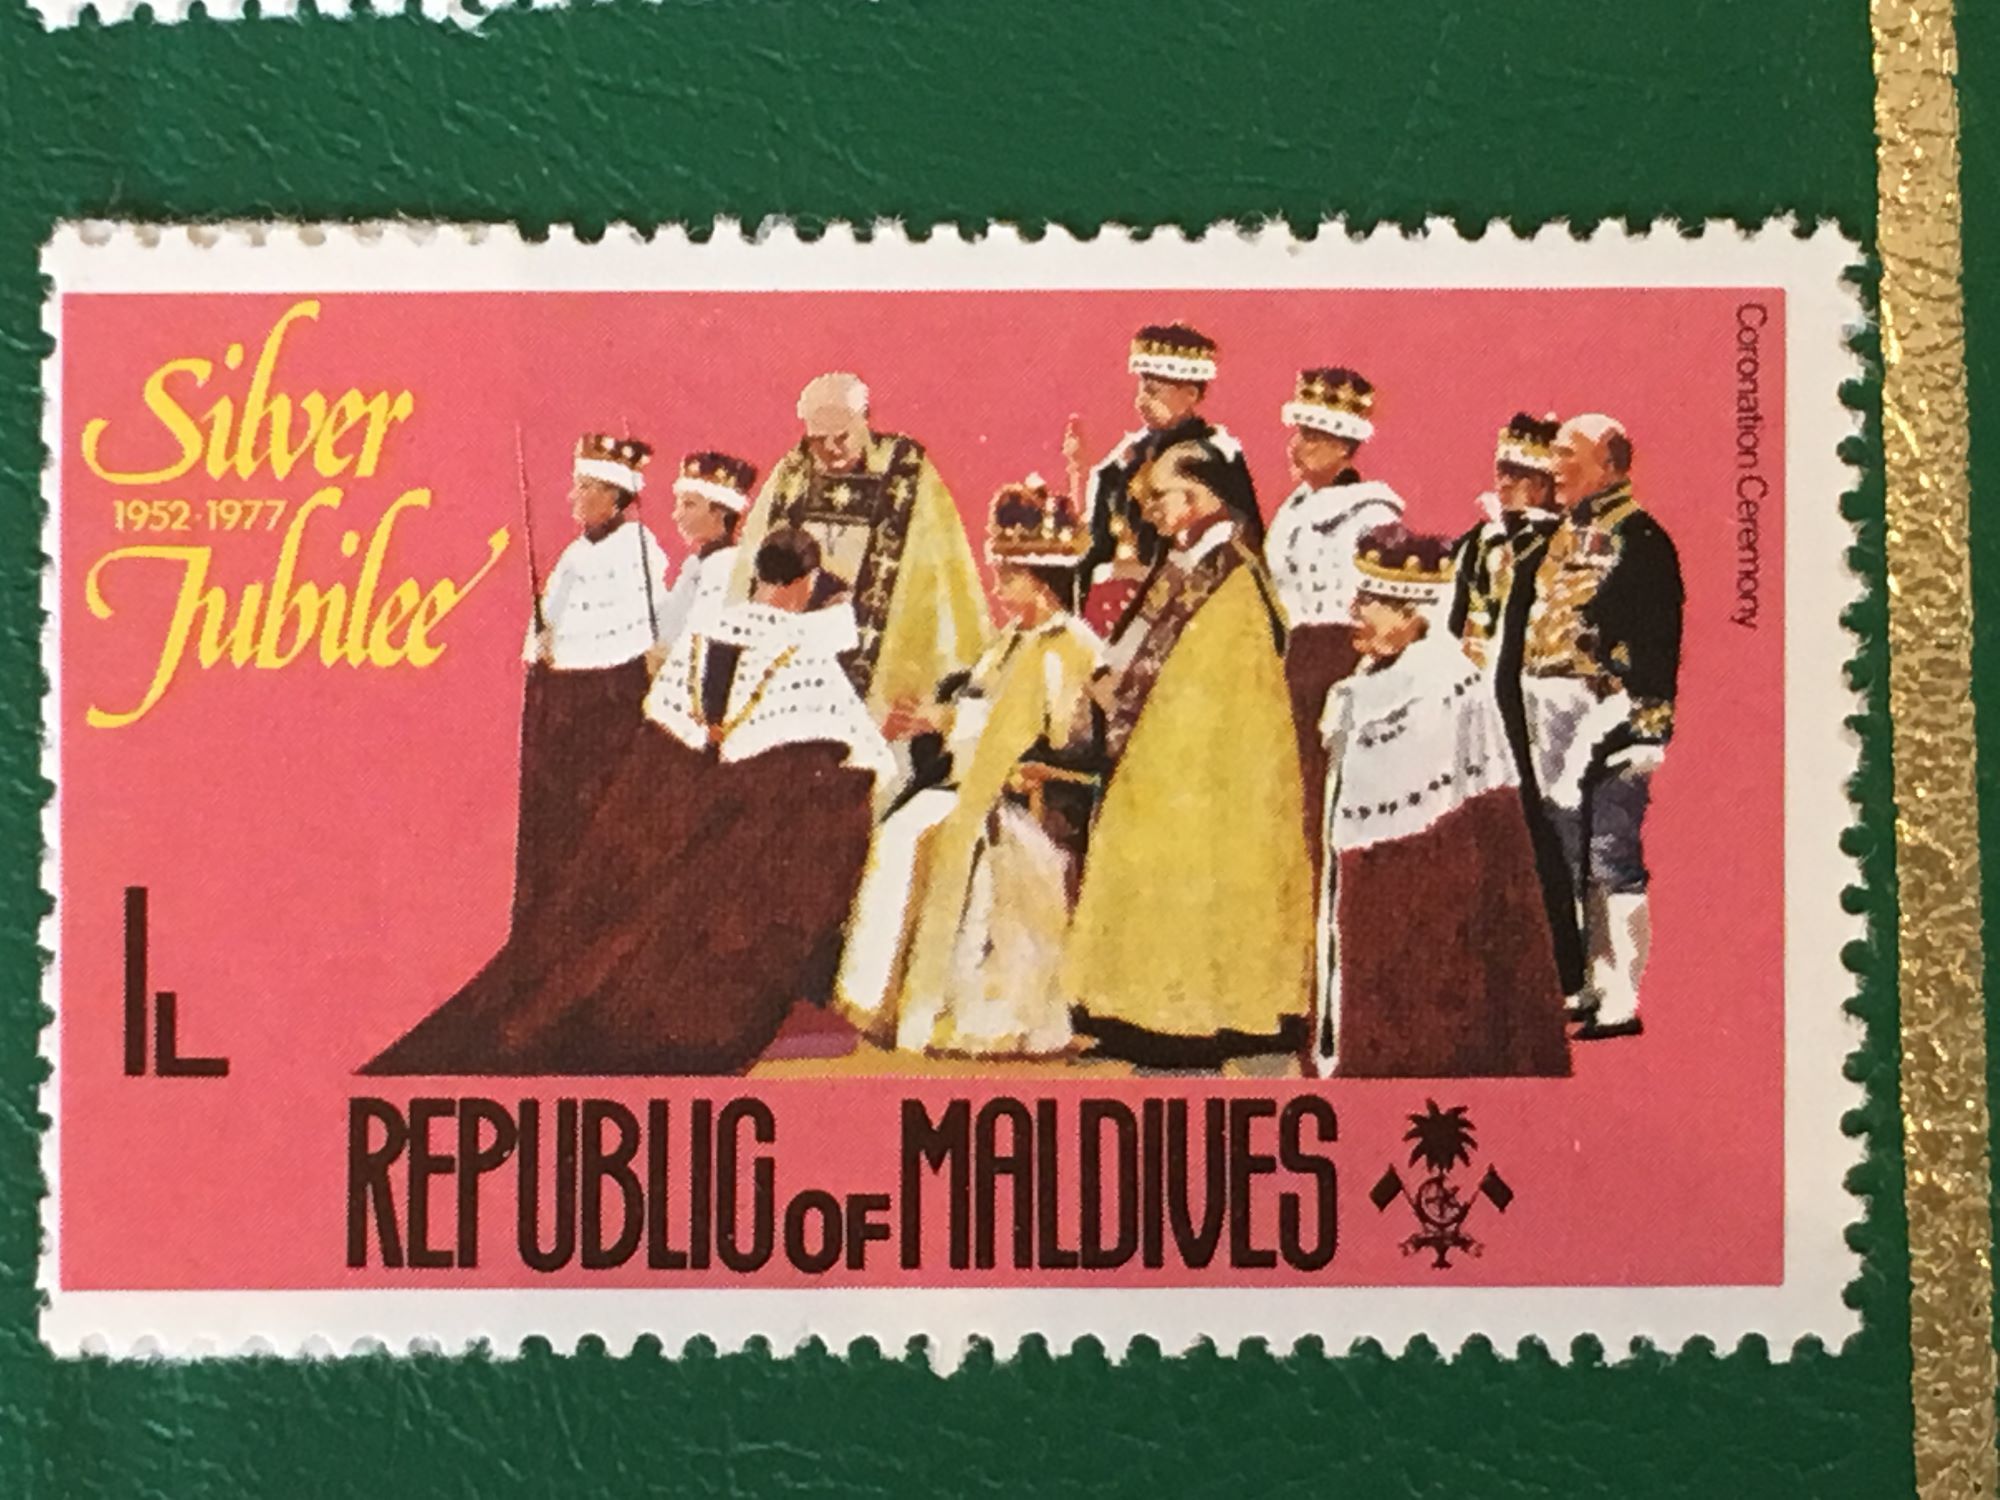 Silver
1952-1977
Jubilee
Coronation Ceremony
1L
REPUBLIC OF MALDIVES